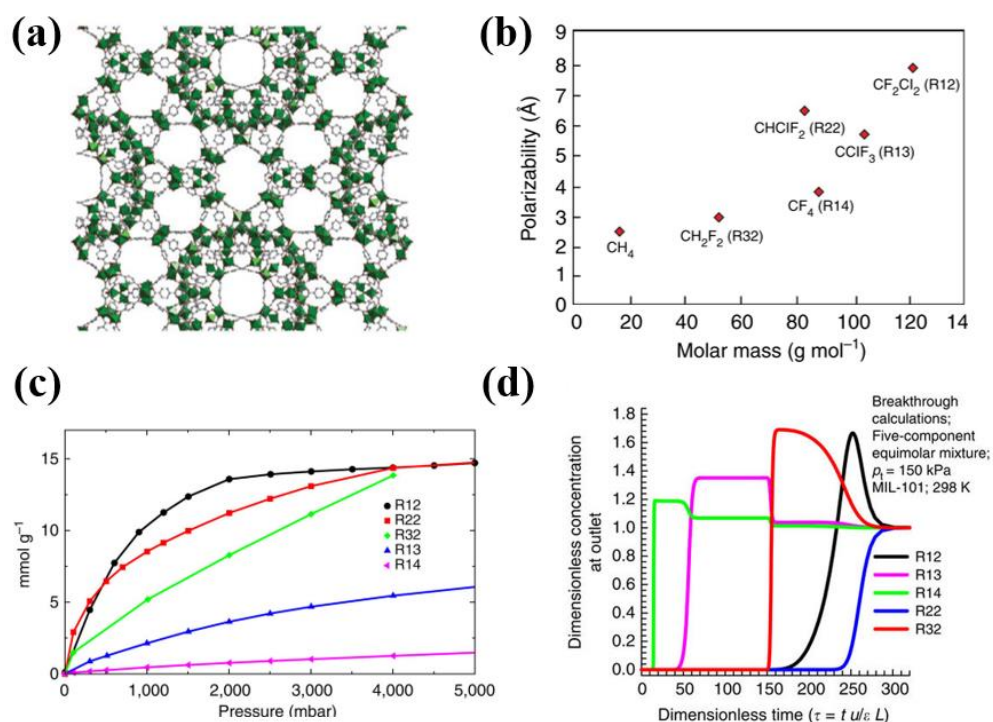 (a)
(b)
9
8
7
6
5
4
3
2
1
0
Polarizability (Å)
CF₂Cl₂ (R12)
CHClF₂ (R22)
CClF₃ (R13)
CF₄ (R14)
CH₂F₂ (R32)
CH₄
0 20 40 60 80 100 120 14
Molar mass (g mol⁻¹)
(c)
15
10
5
0
mmol g⁻¹
R12
R22
R32
R13
R14
0 1,000 2,000 3,000 4,000 5,000
Pressure (mbar)
(d)
1.8
1.6
1.4
1.2
1.0
0.8
0.6
0.4
0.2
0.0
Dimensionless concentration
at outlet
Breakthrough
calculations;
Five-component
equimolar mixture;
pₜ = 150 kPa
MIL-101; 298 K
R12
R13
R14
R22
R32
0 50 100 150 200 250 300
Dimensionless time (τ = t u/ε L)